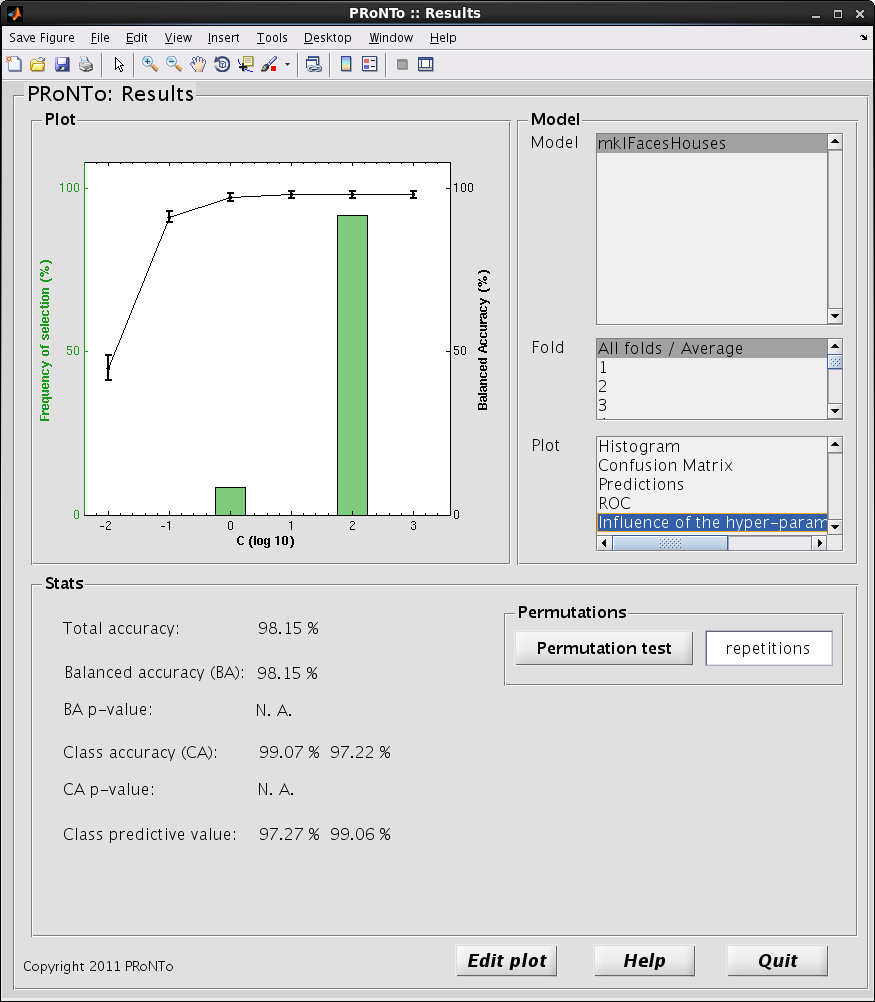 PRoNTo :: Results
Save Figure File Edit View Insert Tools Desktop Window Help
PRoNTo: Results
Plot
100
50
0
Frequency of selection (%)
100
50
0
Balanced Accuracy (%)
-2 -1 0 1 2 3
C (log 10)
Model
Model
mklFacesHouses
Fold
All folds / Average
1
2
3
Plot
Histogram
Confusion Matrix
Predictions
ROC
Influence of the hyper-param
Stats
Total accuracy: 98.15 %
Balanced accuracy (BA): 98.15 %
BA p-value: N. A.
Class accuracy (CA): 99.07 % 97.22 %
CA p-value: N. A.
Class predictive value: 97.27 % 99.06 %
Permutations
Permutation test repetitions
Copyright 2011 PRoNTo
Edit plot Help Quit